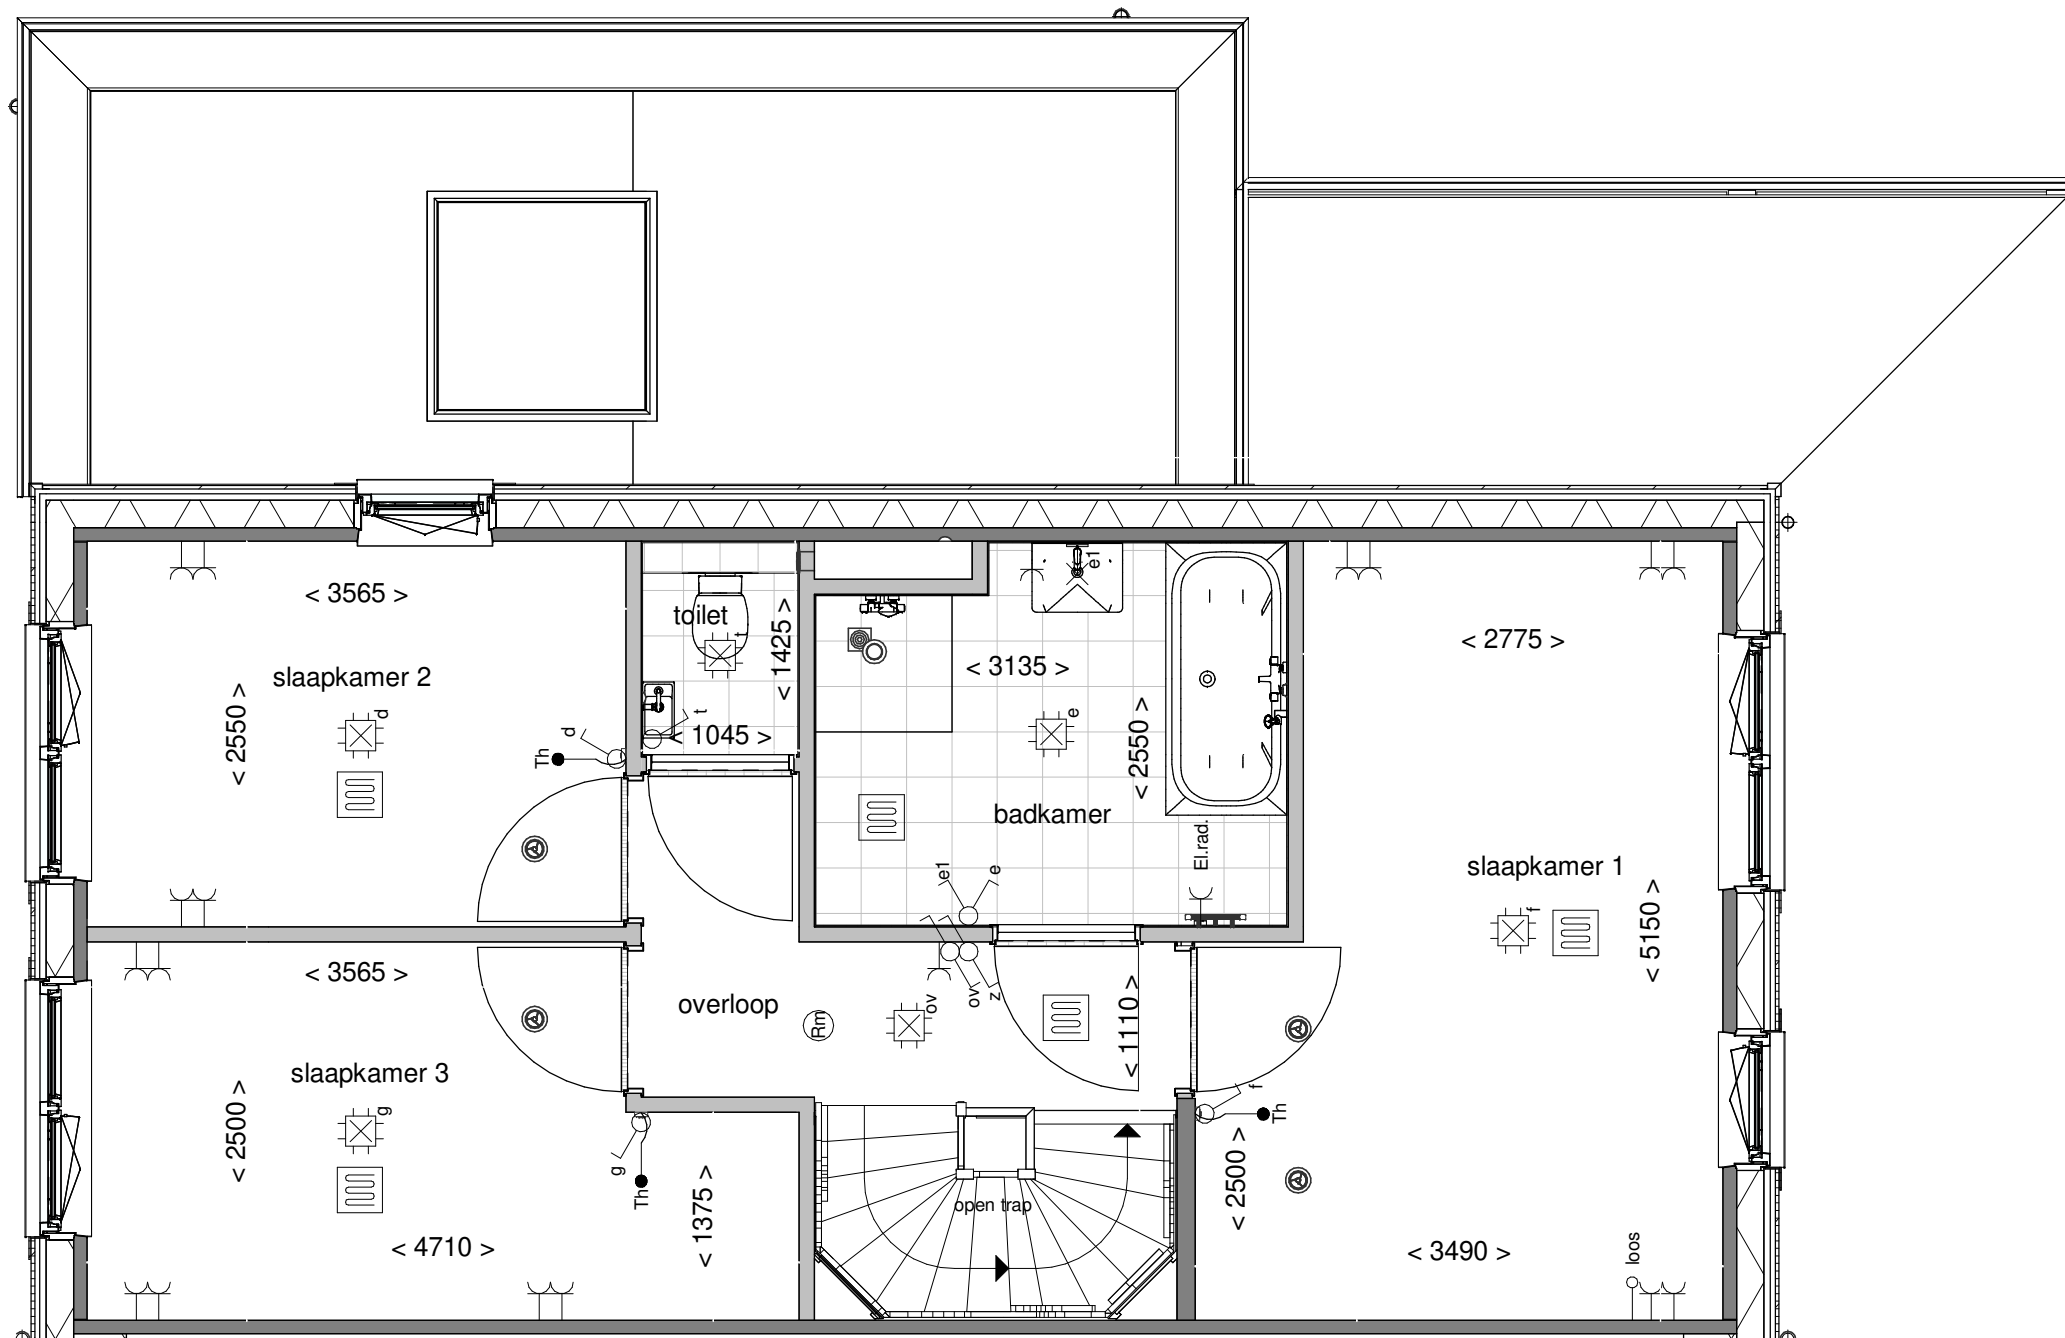 < 3565 >
slaapkamer 2
< 2550 >
d
d
Th
toilet
t
< 1425 >
t
< 1045 >
e1
< 3135 >
e
< 2550 >
badkamer
El.rad.
e1
e
< 2775 >
slaapkamer 1
f
< 5150 >
< 3565 >
slaapkamer 3
g
< 2500 >
g
Th
< 4710 >
< 1375 >
overloop
Rm
ov
ov
z
< 1110 >
open trap
f
Th
< 2500 >
< 3490 >
loos